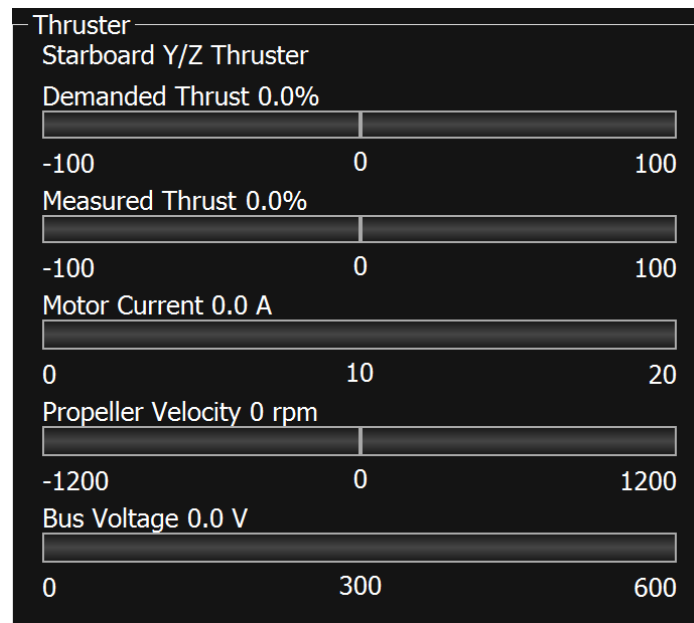 Thruster
Starboard Y/Z Thruster
Demanded Thrust 0.0%
-100 0 100
Measured Thrust 0.0%
-100 0 100
Motor Current 0.0 A
0 10 20
Propeller Velocity 0 rpm
-1200 0 1200
Bus Voltage 0.0 V
0 300 600